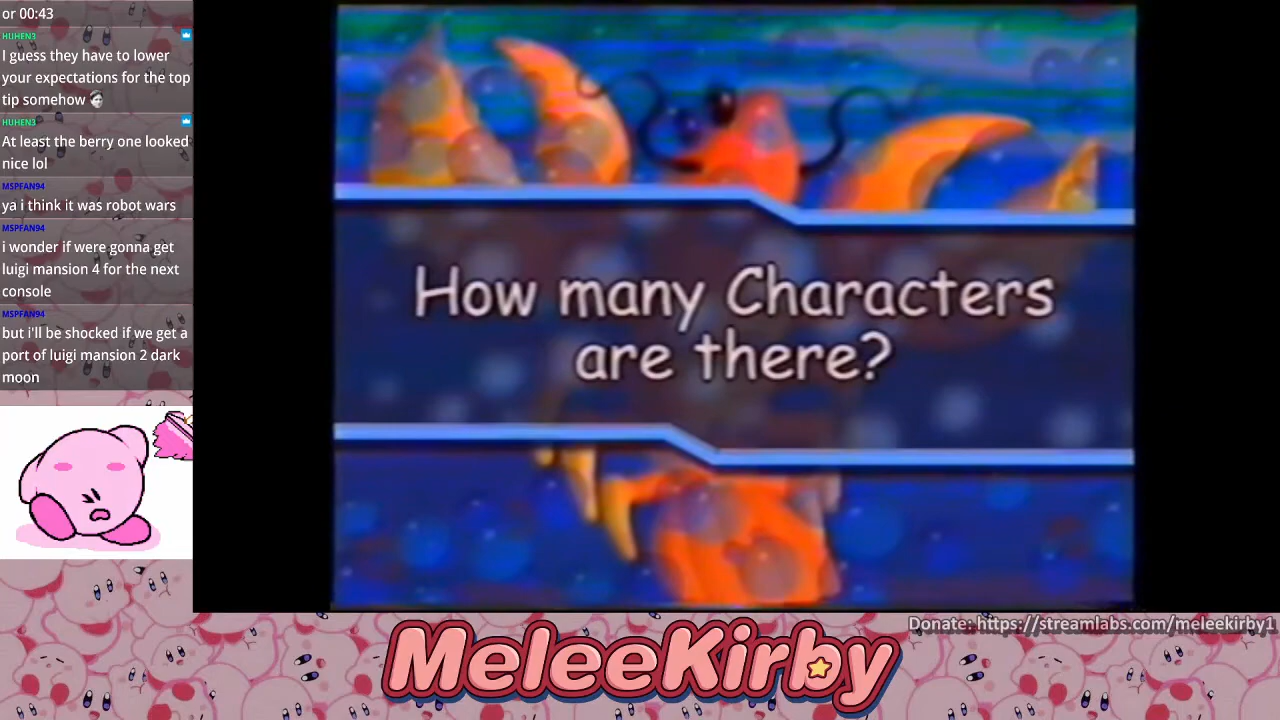 or 00:43
HUHEN3
I guess they have to lower
your expectations for the top
tip somehow
HUHEN3
At least the berry one looked
nice lol
MSPFAN94
ya i think it was robot wars
MSPFAN94
i wonder if were gonna get
luigi mansion 4 for the next
console
MSPFAN94
but i'll be shocked if we get a
port of luigi mansion 2 dark
moon
How many Characters
are there?
Donate: https://streamlabs.com/meleekirby1
MeleeKirby